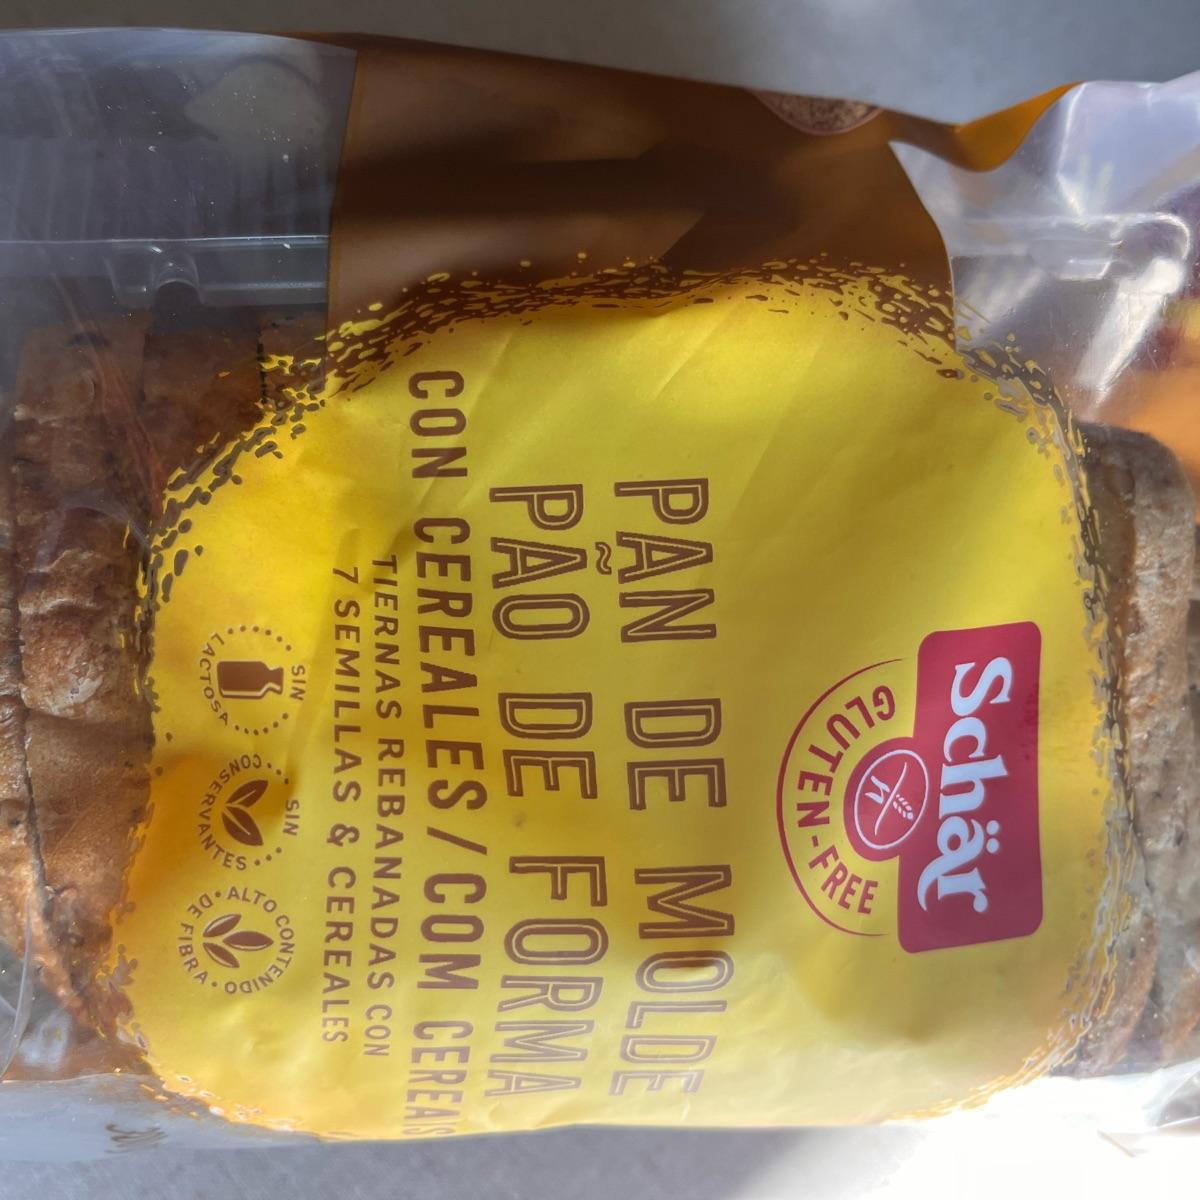 Schär
GLUTEN-FREE
PAN DE MOLDE
PÃO DE FORMA
CON CEREALES/COM CEREAIS
TIERNAS REBANADAS CON
7 SEMILLAS & CEREALES
SIN LACTOSA
SIN CONSERVANTES
ALTO CONTENIDO DE FIBRA